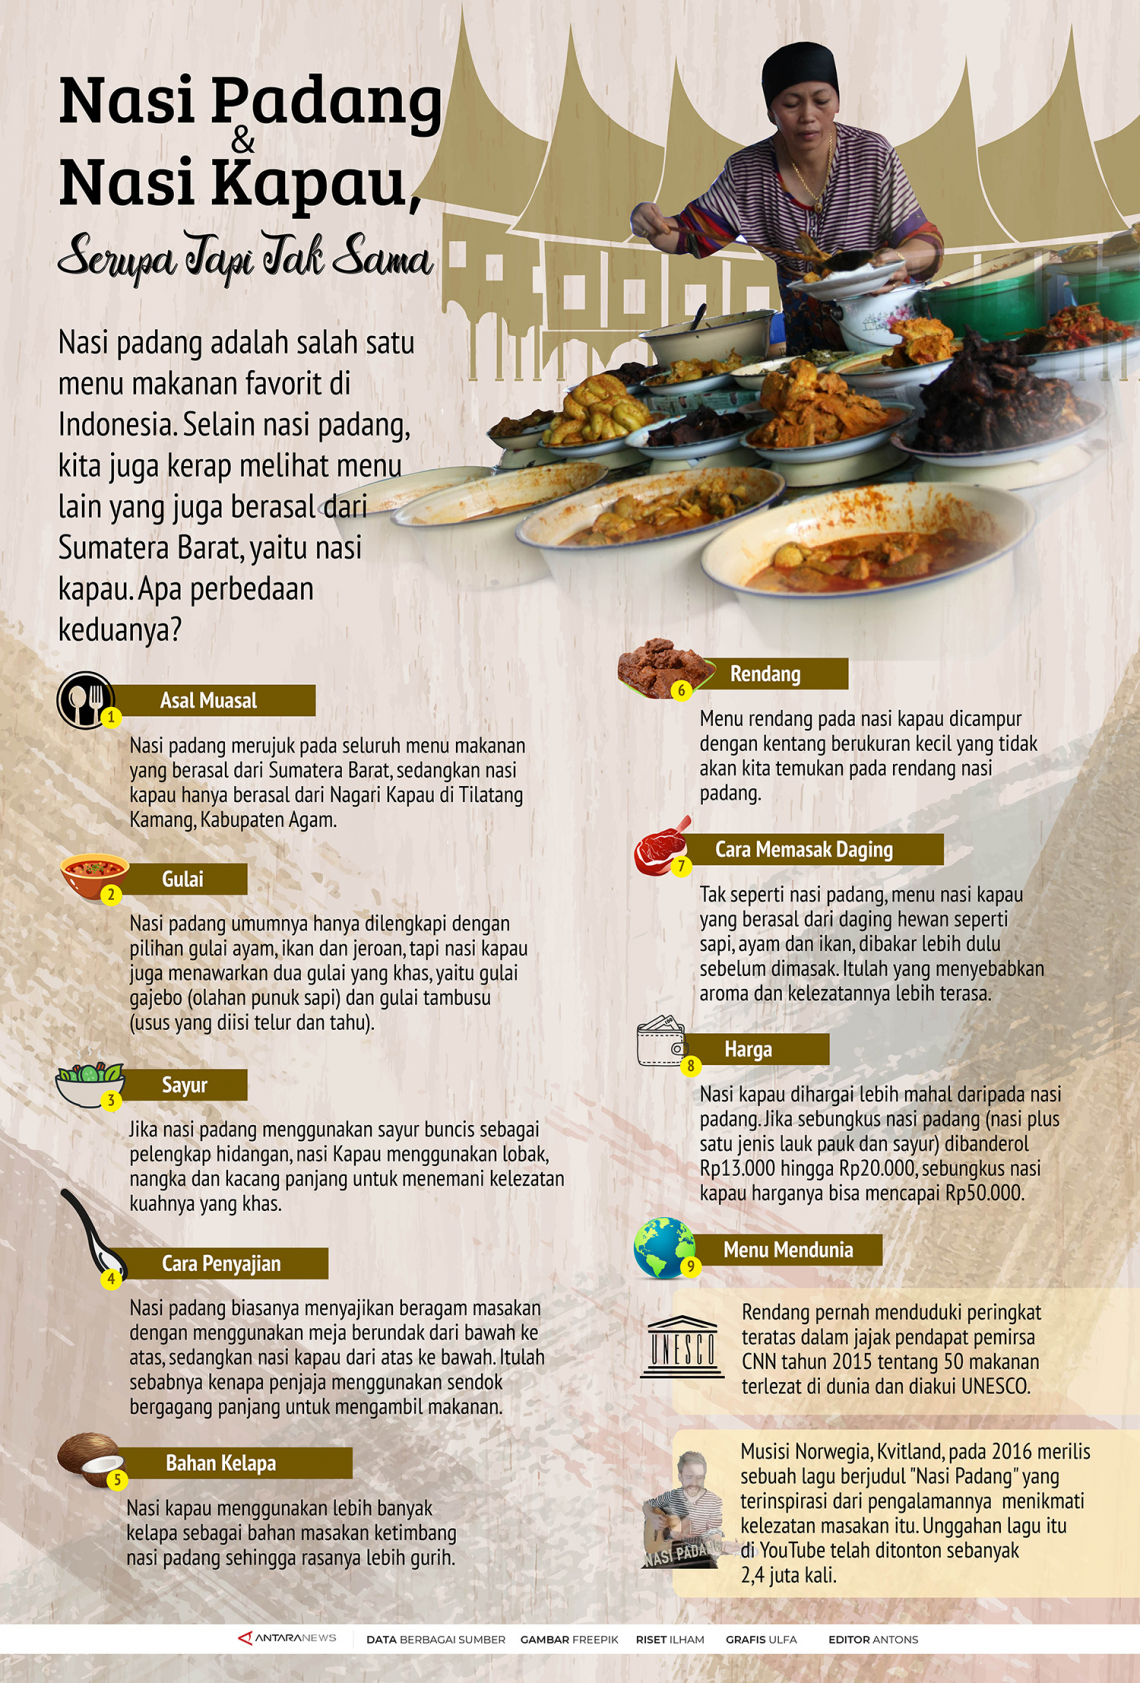 Nasi Padang
&
Nasi Kapau,
Serupa Tapi Tak Sama
Nasi padang adalah salah satu
menu makanan favorit di
Indonesia. Selain nasi padang,
kita juga kerap melihat menu
lain yang juga berasal dari
Sumatera Barat, yaitu nasi
kapau. Apa perbedaan
keduanya?
1
Asal Muasal
Nasi padang merujuk pada seluruh menu makanan
yang berasal dari Sumatera Barat, sedangkan nasi
kapau hanya berasal dari Nagari Kapau di Tilatang
Kamang, Kabupaten Agam.
2
Gulai
Nasi padang umumnya hanya dilengkapi dengan
pilihan gulai ayam, ikan dan jeroan, tapi nasi kapau
juga menawarkan dua gulai yang khas, yaitu gulai
gajebo (olahan punuk sapi) dan gulai tambusu
(usus yang diisi telur dan tahu).
3
Sayur
Jika nasi padang menggunakan sayur buncis sebagai
pelengkap hidangan, nasi Kapau menggunakan lobak,
nangka dan kacang panjang untuk menemani kelezatan
kuahnya yang khas.
4
Cara Penyajian
Nasi padang biasanya menyajikan beragam masakan
dengan menggunakan meja berundak dari bawah ke
atas, sedangkan nasi kapau dari atas ke bawah. Itulah
sebabnya kenapa penjaja menggunakan sendok
bergagang panjang untuk mengambil makanan.
5
Bahan Kelapa
Nasi kapau menggunakan lebih banyak
kelapa sebagai bahan masakan ketimbang
nasi padang sehingga rasanya lebih gurih.
6
Rendang
Menu rendang pada nasi kapau dicampur
dengan kentang berukuran kecil yang tidak
akan kita temukan pada rendang nasi
padang.
7
Cara Memasak Daging
Tak seperti nasi padang, menu nasi kapau
yang berasal dari daging hewan seperti
sapi, ayam dan ikan, dibakar lebih dulu
sebelum dimasak. Itulah yang menyebabkan
aroma dan kelezatannya lebih terasa.
8
Harga
Nasi kapau dihargai lebih mahal daripada nasi
padang. Jika sebungkus nasi padang (nasi plus
satu jenis lauk pauk dan sayur) dibanderol
Rp13.000 hingga Rp20.000, sebungkus nasi
kapau harganya bisa mencapai Rp50.000.
9
Menu Mendunia
UNESCO
Rendang pernah menduduki peringkat
teratas dalam jajak pendapat pemirsa
CNN tahun 2015 tentang 50 makanan
terlezat di dunia dan diakui UNESCO.
NASI PADANG
Musisi Norwegia, Kvitland, pada 2016 merilis
sebuah lagu berjudul "Nasi Padang" yang
terinspirasi dari pengalamannya menikmati
kelezatan masakan itu. Unggahan lagu itu
di YouTube telah ditonton sebanyak
2,4 juta kali.
ANTARANEWS DATA BERBAGAI SUMBER GAMBAR FREEPIK RISET ILHAM GRAFIS ULFA EDITOR ANTONS